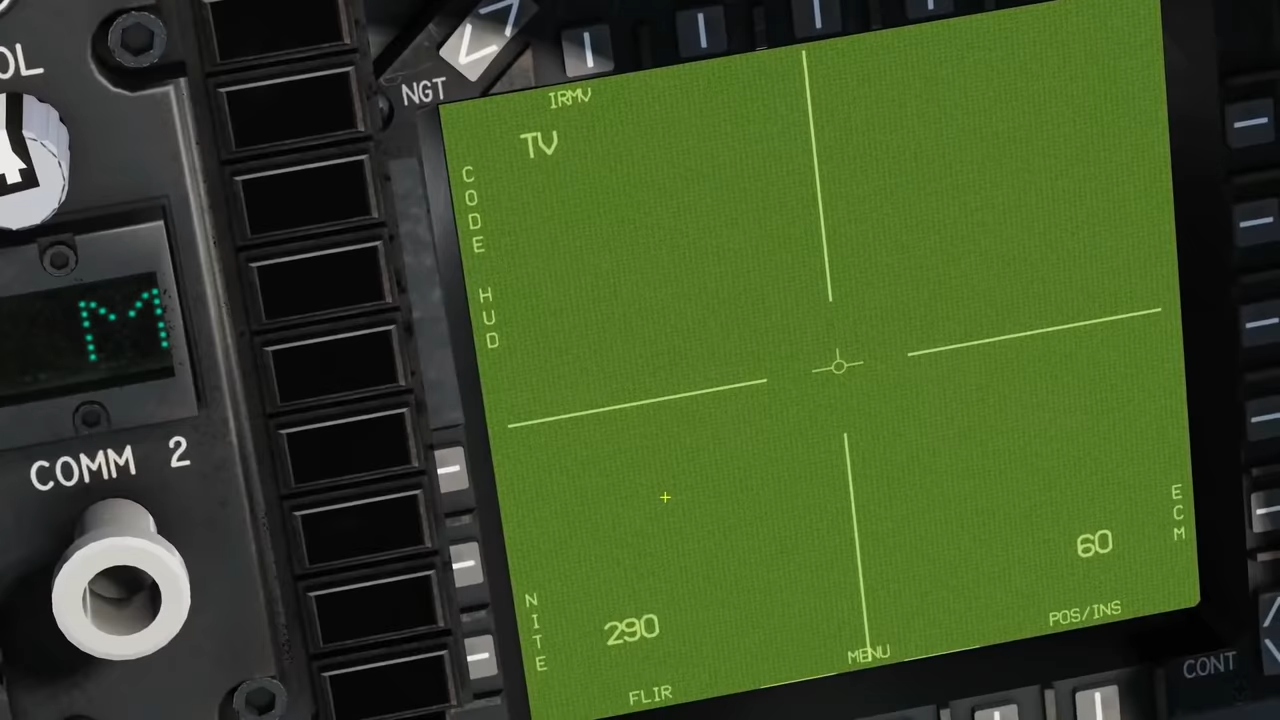 OL
NGT
IRMV
TV
CODE
HUD
M
COMM 2
NITE
290
FLIR
MENU
60
ECM
POS/INS
CONT